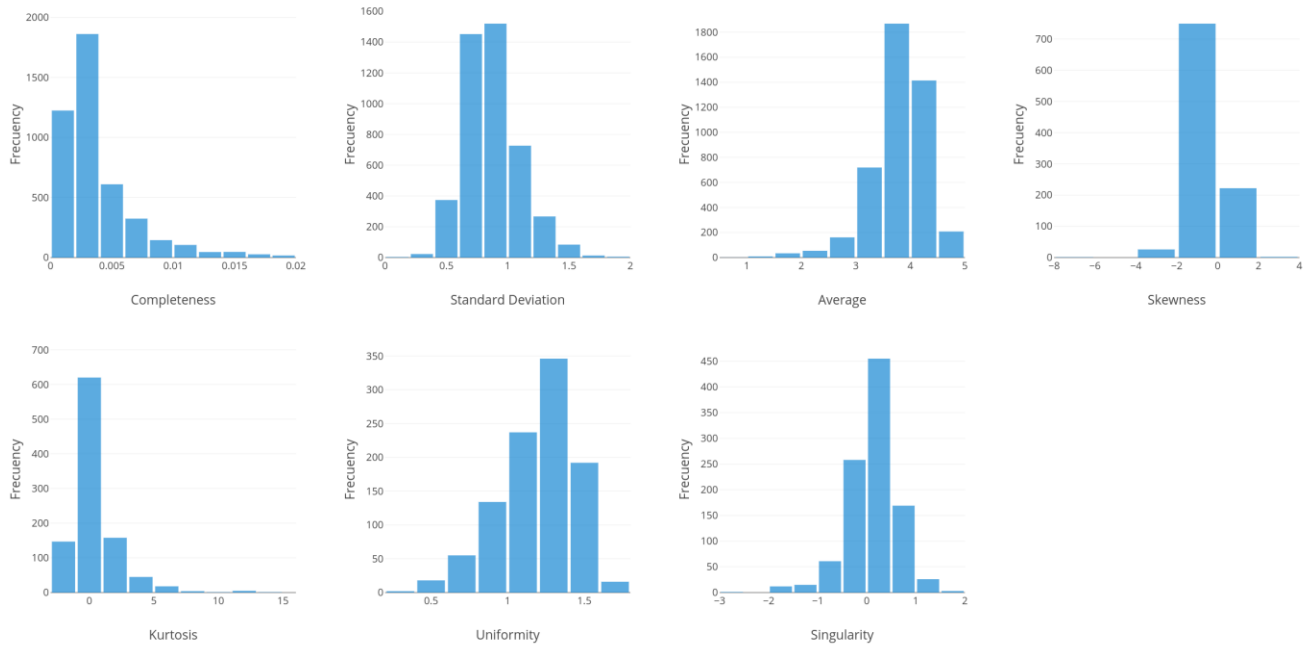 2000
1500
1000
500
0
Frecuency
0 0.005 0.01 0.015 0.02
Completeness
1600
1400
1200
1000
800
600
400
200
0
Frecuency
0 0.5 1 1.5 2
Standard Deviation
1800
1600
1400
1200
1000
800
600
400
200
0
Frecuency
1 2 3 4 5
Average
700
600
500
400
300
200
100
0
Frecuency
−8 −6 −4 −2 0 2 4
Skewness
700
600
500
400
300
200
100
0
Frecuency
0 5 10 15
Kurtosis
350
300
250
200
150
100
50
0
Frecuency
0.5 1 1.5
Uniformity
450
400
350
300
250
200
150
100
50
0
Frecuency
−3 −2 −1 0 1 2
Singularity